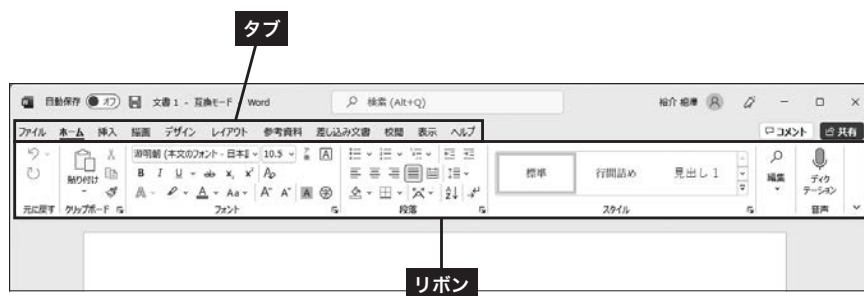 タブ
自動保存 オフ 文書 1 - 互換モード Word 検索 (Alt+Q) 裕介 相澤
ファイル ホーム 挿入 描画 デザイン レイアウト 参考資料 差し込み文書 校閲 表示 ヘルプ コメント 共有
游明朝 (本文のフォント - 日本語 10.5
貼り付け B I U ab x₂ x² 標準 行間詰め 見出し 1 編集 ディク
テーション
A A Aa A A A
元に戻す クリップボード フォント 段落 スタイル 音声
リボン